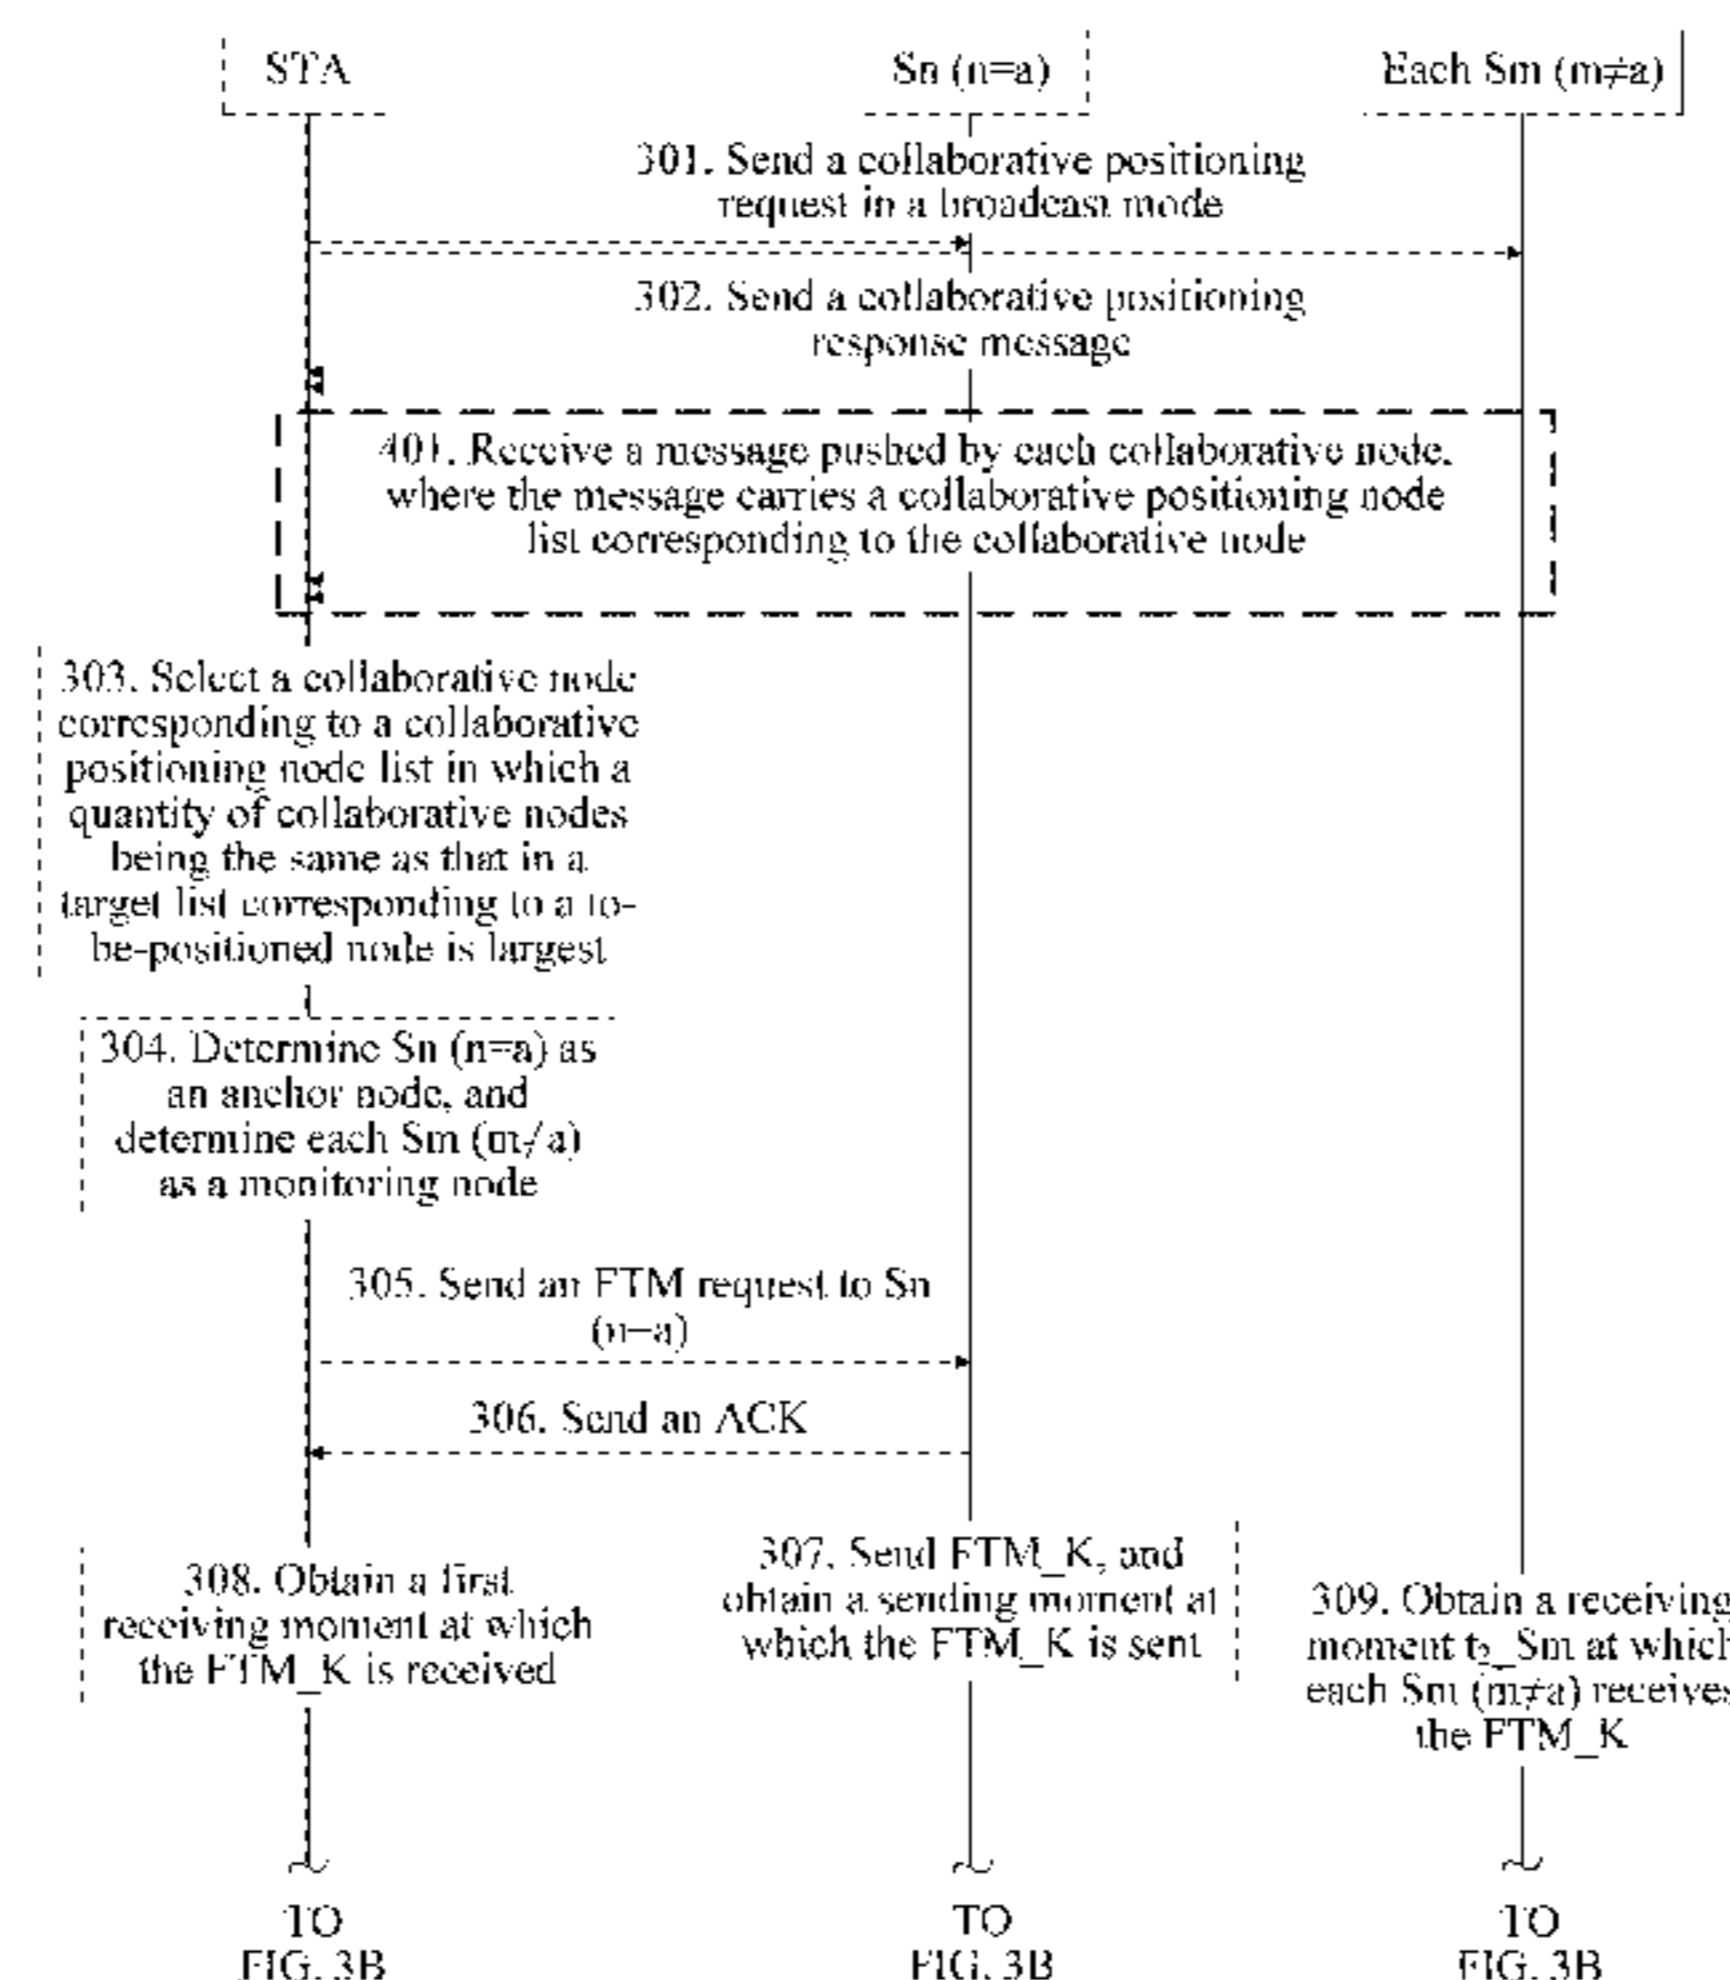 STA
Sn (n=a)
Each Sm (m≠a)
301. Send a collaborative positioning
request in a broadcast mode
302. Send a collaborative positioning
response message
401. Receive a message pushed by each collaborative node,
where the message carries a collaborative positioning node
list corresponding to the collaborative node
303. Select a collaborative node
corresponding to a collaborative
positioning node list in which a
quantity of collaborative nodes
being the same as that in a
target list corresponding to a to-
be-positioned node is largest
304. Determine Sn (n=a) as
an anchor node, and
determine each Sm (m≠a)
as a monitoring node
305. Send an FTM request to Sn
(n=a)
306. Send an ACK
307. Send FTM_K, and
obtain a sending moment at
which the FTM_K is sent
308. Obtain a first
receiving moment at which
the FTM_K is received
309. Obtain a receiving
moment t2_Sm at which
each Sm (m≠a) receives
the FTM_K
TO
FIG. 3B
TO
FIG. 3B
TO
FIG. 3B